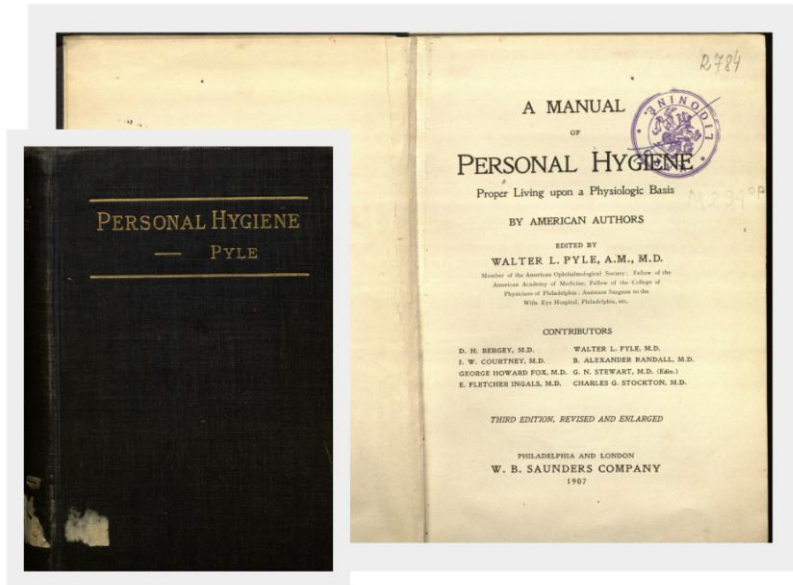 PERSONAL HYGIENE
— PYLE
2784
A MANUAL
OF
PERSONAL HYGIENE
Proper Living upon a Physiologic Basis
BY AMERICAN AUTHORS
EDITED BY
WALTER L. PYLE, A.M., M.D.
Member of the American Ophthalmological Society; Fellow of the
American Academy of Medicine; Fellow of the College of
Physicians of Philadelphia; Assistant Surgeon to the
Wills Eye Hospital, Philadelphia, etc.
CONTRIBUTORS
D. H. BERGEY, M.D. WALTER L. PYLE, M.D.
J. W. COURTNEY, M.D. B. ALEXANDER RANDALL, M.D.
GEORGE HOWARD FOX, M.D. G. N. STEWART, M.D. (Edin.)
E. FLETCHER INGALS, M.D. CHARLES G. STOCKTON, M.D.
THIRD EDITION, REVISED AND ENLARGED
PHILADELPHIA AND LONDON
W. B. SAUNDERS COMPANY
1907